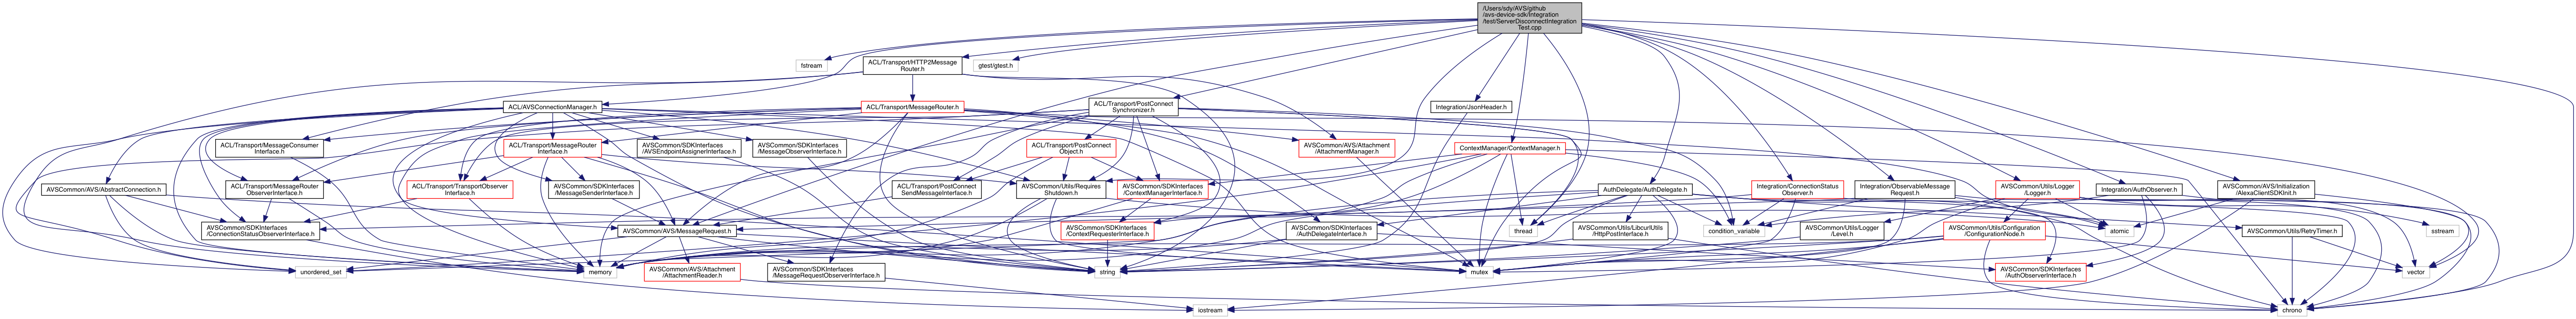 /Users/sdy/AVS/github
/avs-device-sdk/Integration
/test/ServerDisconnectIntegration
Test.cpp
fstream
ACL/Transport/HTTP2Message
Router.h
gtest/gtest.h
ACL/AVSConnectionManager.h
ACL/Transport/MessageRouter.h
ACL/Transport/PostConnect
Synchronizer.h
Integration/JsonHeader.h
ACL/Transport/MessageConsumer
Interface.h
ACL/Transport/MessageRouter
Interface.h
AVSCommon/SDKInterfaces
/AVSEndpointAssignerInterface.h
AVSCommon/SDKInterfaces
/MessageObserverInterface.h
ACL/Transport/PostConnect
Object.h
AVSCommon/AVS/Attachment
/AttachmentManager.h
ContextManager/ContextManager.h
AVSCommon/AVS/AbstractConnection.h
ACL/Transport/MessageRouter
ObserverInterface.h
ACL/Transport/TransportObserver
Interface.h
AVSCommon/SDKInterfaces
/MessageSenderInterface.h
ACL/Transport/PostConnect
SendMessageInterface.h
AVSCommon/Utils/Requires
Shutdown.h
AVSCommon/SDKInterfaces
/ContextManagerInterface.h
AuthDelegate/AuthDelegate.h
Integration/ConnectionStatus
Observer.h
Integration/ObservableMessage
Request.h
AVSCommon/Utils/Logger
/Logger.h
Integration/AuthObserver.h
AVSCommon/AVS/Initialization
/AlexaClientSDKInit.h
AVSCommon/SDKInterfaces
/ConnectionStatusObserverInterface.h
AVSCommon/AVS/MessageRequest.h
AVSCommon/SDKInterfaces
/ContextRequesterInterface.h
AVSCommon/SDKInterfaces
/AuthDelegateInterface.h
thread
AVSCommon/Utils/LibcurlUtils
/HttpPostInterface.h
condition_variable
AVSCommon/Utils/Logger
/Level.h
AVSCommon/Utils/Configuration
/ConfigurationNode.h
atomic
AVSCommon/Utils/RetryTimer.h
sstream
unordered_set
memory
AVSCommon/AVS/Attachment
/AttachmentReader.h
AVSCommon/SDKInterfaces
/MessageRequestObserverInterface.h
string
mutex
AVSCommon/SDKInterfaces
/AuthObserverInterface.h
vector
iostream
chrono